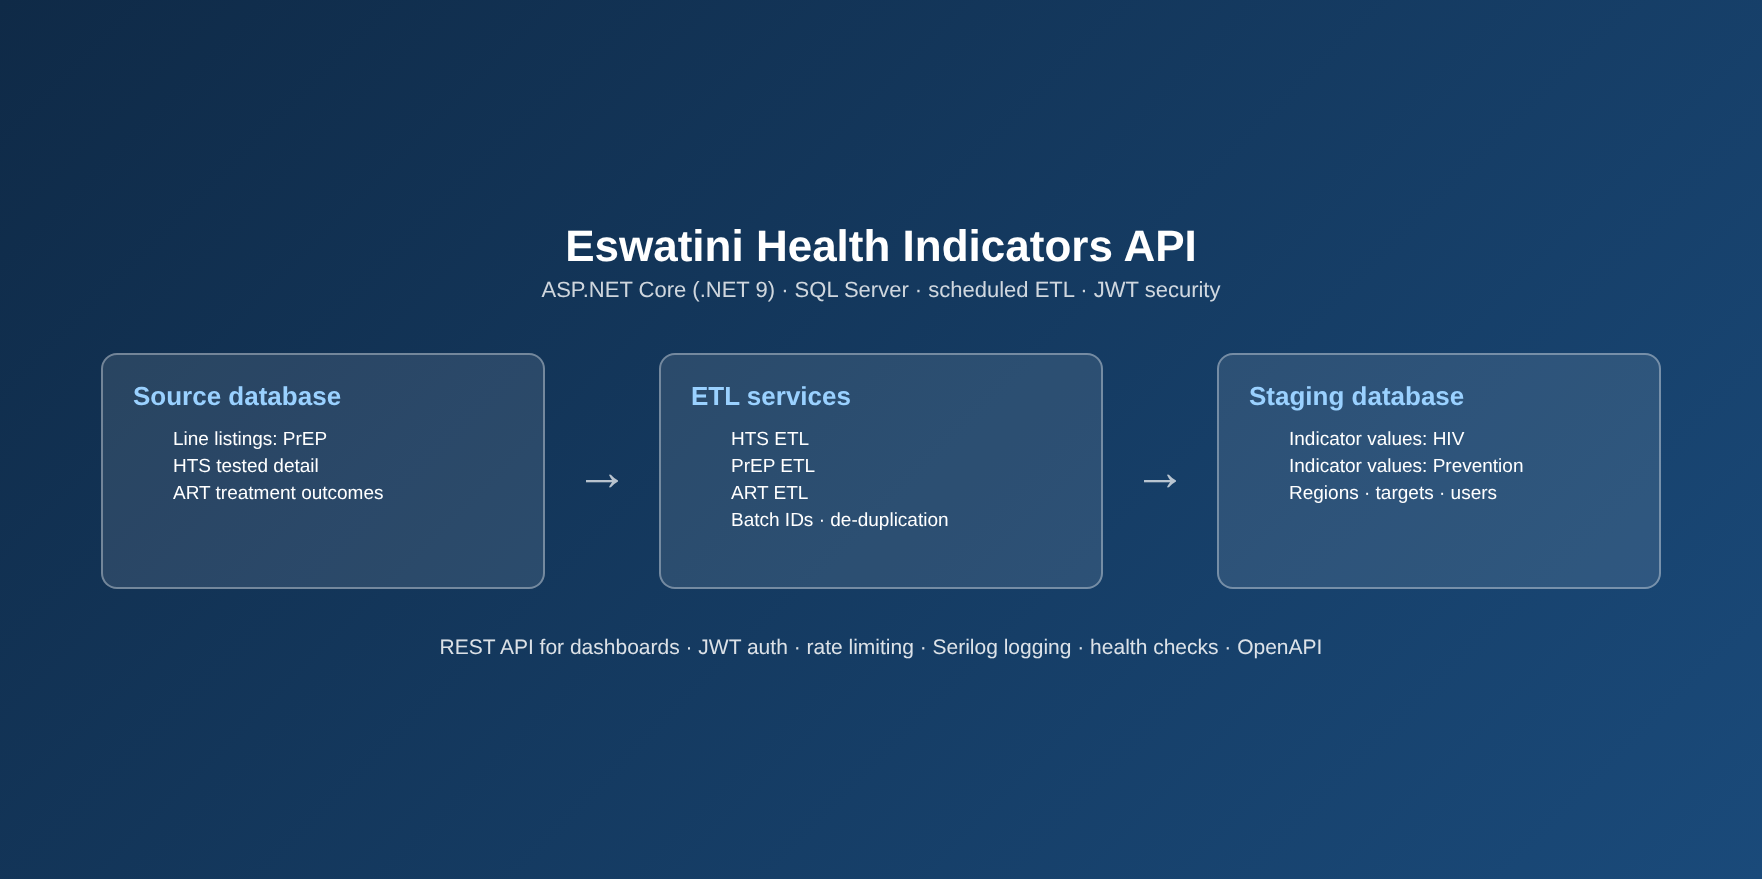 Eswatini Health Indicators API
ASP.NET Core (.NET 9) · SQL Server · scheduled ETL · JWT security
Source database
Line listings: PrEP
HTS tested detail
ART treatment outcomes
→
ETL services
HTS ETL
PrEP ETL
ART ETL
Batch IDs · de-duplication
→
Staging database
Indicator values: HIV
Indicator values: Prevention
Regions · targets · users
REST API for dashboards · JWT auth · rate limiting · Serilog logging · health checks · OpenAPI